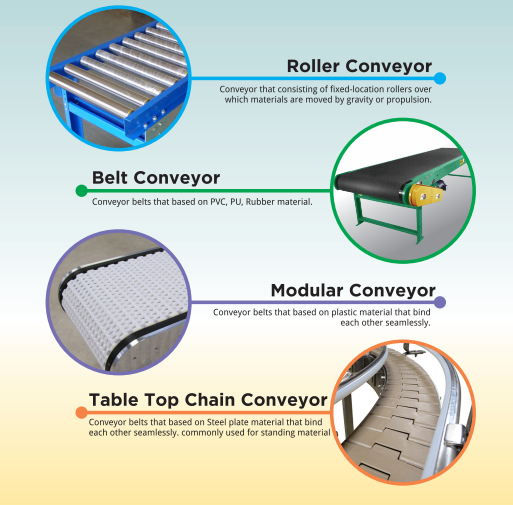 Roller Conveyor
Conveyor that consisting of fixed-location rollers over
which materials are moved by gravity or propulsion.
Belt Conveyor
Conveyor belts that based on PVC, PU, Rubber material.
Modular Conveyor
Conveyor belts that based on plastic material that bind
each other seamlessly.
Table Top Chain Conveyor
Conveyor belts that based on Steel plate material that bind
each other seamlessly. commonly used for standing material